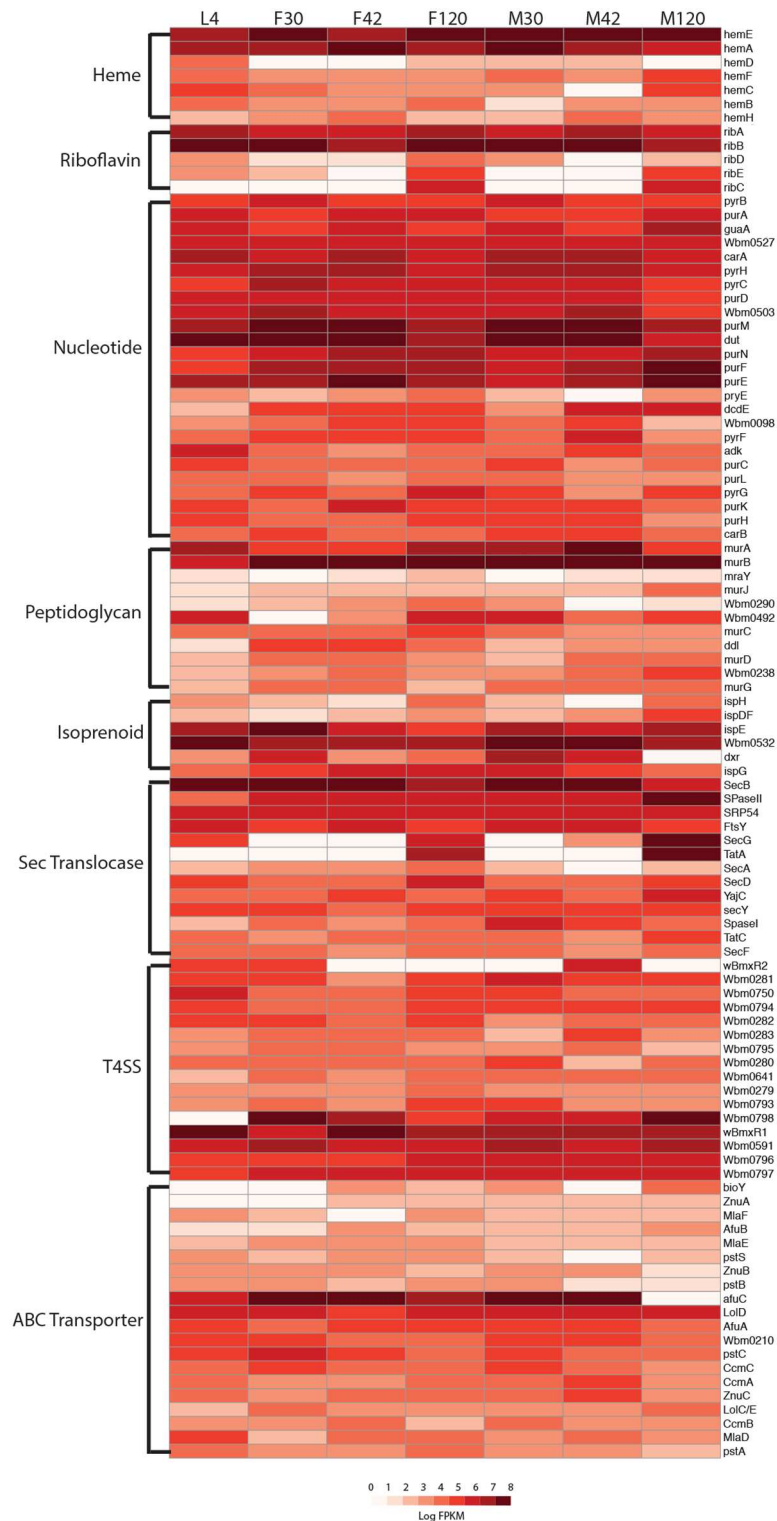 L4 F30 F42 F120 M30 M42 M120
Heme
hemE
hemA
hemD
hemF
hemC
hemB
hemH
Riboflavin
ribA
ribB
ribD
ribE
ribC
Nucleotide
pyrB
purA
guaA
Wbm0527
carA
pyrH
pyrC
purD
Wbm0503
purM
dut
purN
purF
purE
pryE
dcdE
Wbm0098
pyrF
adk
purC
purL
pyrG
purK
purH
carB
Peptidoglycan
murA
murB
mraY
murJ
Wbm0290
Wbm0492
murC
ddl
murD
Wbm0238
murG
Isoprenoid
ispH
ispDF
ispE
Wbm0532
dxr
ispG
Sec Translocase
SecB
SPaseII
SRP54
FtsY
SecG
TatA
SecA
SecD
YajC
secY
SpaseI
TatC
SecF
T4SS
wBmxR2
Wbm0281
Wbm0750
Wbm0794
Wbm0282
Wbm0283
Wbm0795
Wbm0280
Wbm0641
Wbm0279
Wbm0793
Wbm0798
wBmxR1
Wbm0591
Wbm0796
Wbm0797
ABC Transporter
bioY
ZnuA
MlaF
AfuB
MlaE
pstS
ZnuB
pstB
afuC
LolD
AfuA
Wbm0210
pstC
CcmC
CcmA
ZnuC
LolC/E
CcmB
MlaD
pstA
0 1 2 3 4 5 6 7 8
Log FPKM